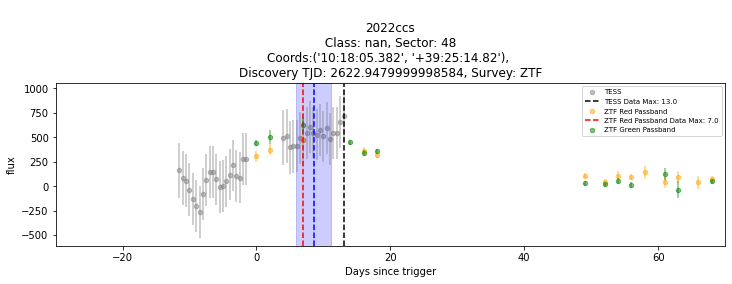 2022ccs
Class: nan, Sector: 48
Coords:('10:18:05.382', '+39:25:14.82'),
Discovery TJD: 2622.9479999998584, Survey: ZTF
1000
750
500
250
0
−250
−500
flux
TESS
TESS Data Max: 13.0
ZTF Red Passband
ZTF Red Passband Data Max: 7.0
ZTF Green Passband
−20
0
20
40
60
Days since trigger